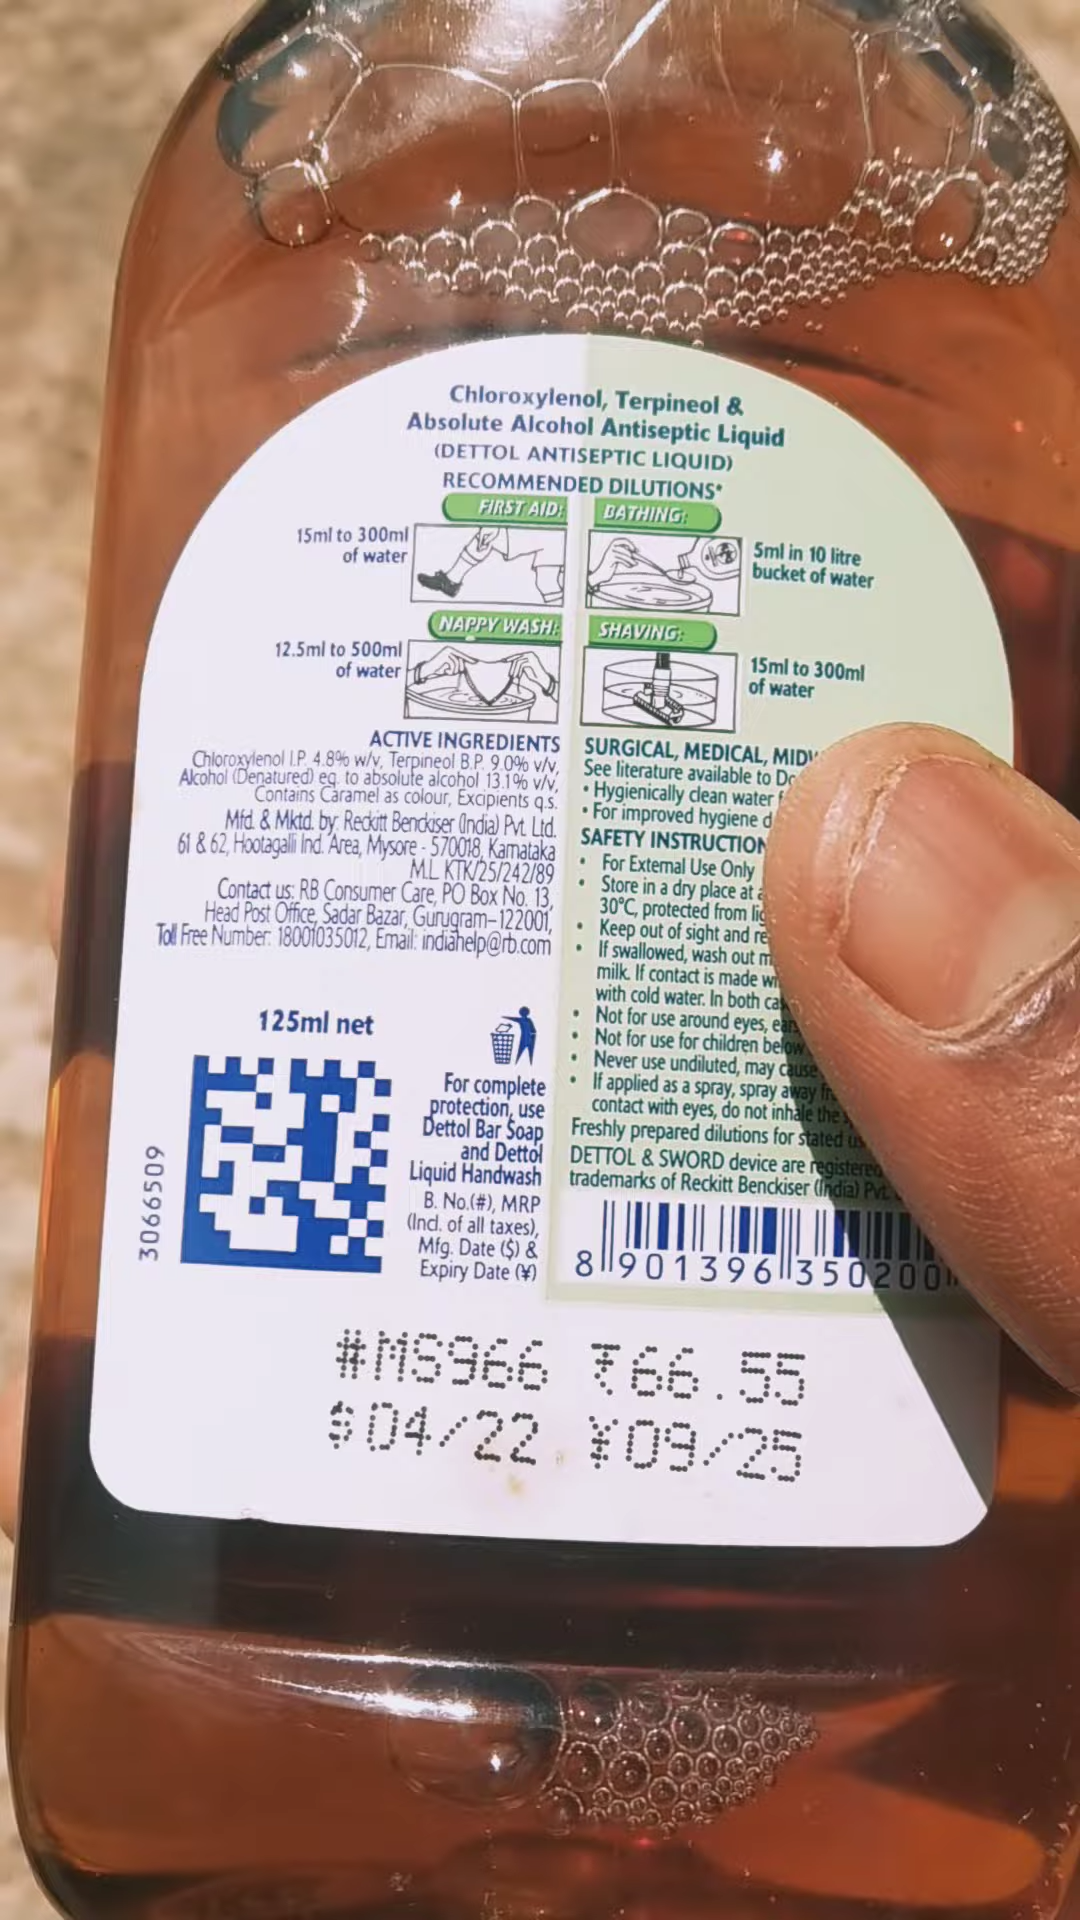 Chloroxylenol, Terpineol &
Absolute Alcohol Antiseptic Liquid
(DETTOL ANTISEPTIC LIQUID)
RECOMMENDED DILUTIONS*
FIRST AID:
15ml to 300ml
of water
BATHING:
5ml in 10 litre
bucket of water
NAPPY WASH:
12.5ml to 500ml
of water
SHAVING:
15ml to 300ml
of water
ACTIVE INGREDIENTS
Chloroxylenol I.P. 4.8% w/v, Terpineol B.P. 9.0% v/v,
Alcohol (Denatured) eq. to absolute alcohol 13.1% v/v,
Contains Caramel as colour, Excipients q.s.
Mfd. & Mktd. by: Reckitt Benckiser (India) Pvt. Ltd.
61 & 62, Hootagalli Ind. Area, Mysore - 570018, Karnataka
M.L. KTK/25/242/89
Contact us: RB Consumer Care, PO Box No. 13,
Head Post Office, Sadar Bazar, Gurugram-122001,
Toll Free Number: 18001035012, Email: indiahelp@rb.com
125ml net
3066509
For complete
protection, use
Dettol Bar Soap
and Dettol
Liquid Handwash
B. No.(#), MRP
(Incl. of all taxes),
Mfg. Date ($) &
Expiry Date (¥)
SURGICAL, MEDICAL,
See literature available to
• Hygienically clean water
• For improved hygiene
SAFETY
• For External Use Only
• Store in a dry place at
30°C, protected from
• Keep out of sight and
• If swallowed, wash out
milk. If contact is made
with cold water. In both
• Not for use around eyes,
• Not for use for children below
• Never use undiluted, may cause
• If applied as a spray, spray away
contact with eyes, do not inhale the
Freshly prepared dilutions for stated
DETTOL & SWORD device are registered
trademarks of Reckitt Benckiser (India) Pvt.
8 901396 350200
#MS966 ₹66.55
$04/22 ¥09/25